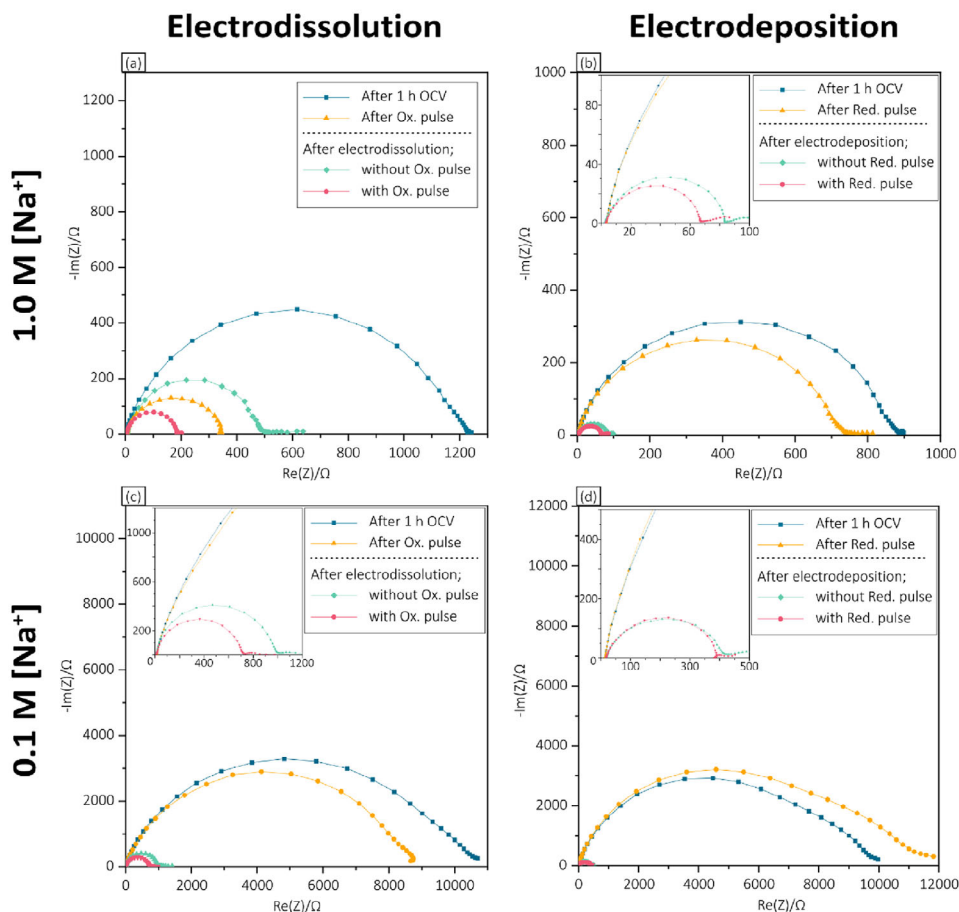 Electrodissolution
Electrodeposition
1.0 M [Na⁺]
0.1 M [Na⁺]
(a)
After 1 h OCV
After Ox. pulse
After electrodissolution;
without Ox. pulse
with Ox. pulse
-Im(Z)/Ω
1200
1000
800
600
400
200
0
0 200 400 600 800 1000 1200
Re(Z)/Ω
(b)
After 1 h OCV
After Red. pulse
After electrodeposition;
without Red. pulse
with Red. pulse
80
60
40
20
0
20 60 80 100
-Im(Z)/Ω
1000
800
600
400
200
0
0 200 400 600 800 1000
Re(Z)/Ω
(c)
After 1 h OCV
After Ox. pulse
After electrodissolution;
without Ox. pulse
with Ox. pulse
1000
800
600
400
200
0 400 800 1200
-Im(Z)/Ω
10000
8000
6000
4000
2000
0
0 2000 4000 6000 8000 10000
Re(Z)/Ω
(d)
After 1 h OCV
After Red. pulse
After electrodeposition;
without Red. pulse
with Red. pulse
400
200
0
100 300 500
-Im(Z)/Ω
12000
10000
8000
6000
4000
2000
0
0 2000 4000 6000 8000 10000 12000
Re(Z)/Ω